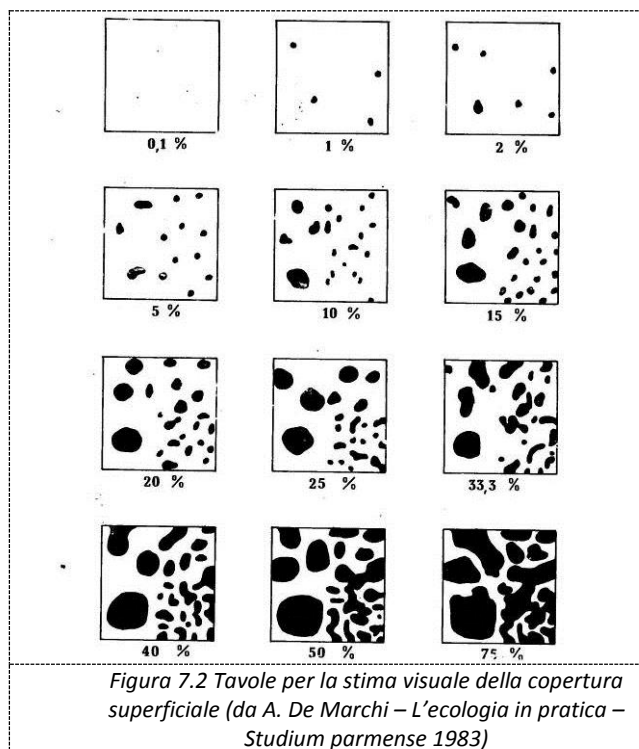 0,1 % 1 % 2 %
5 % 10 % 15 %
20 % 25 % 33,3 %
40 % 50 % 75 %
Figura 7.2 Tavole per la stima visuale della copertura
superficiale (da A. De Marchi – L'ecologia in pratica –
Studium parmense 1983)